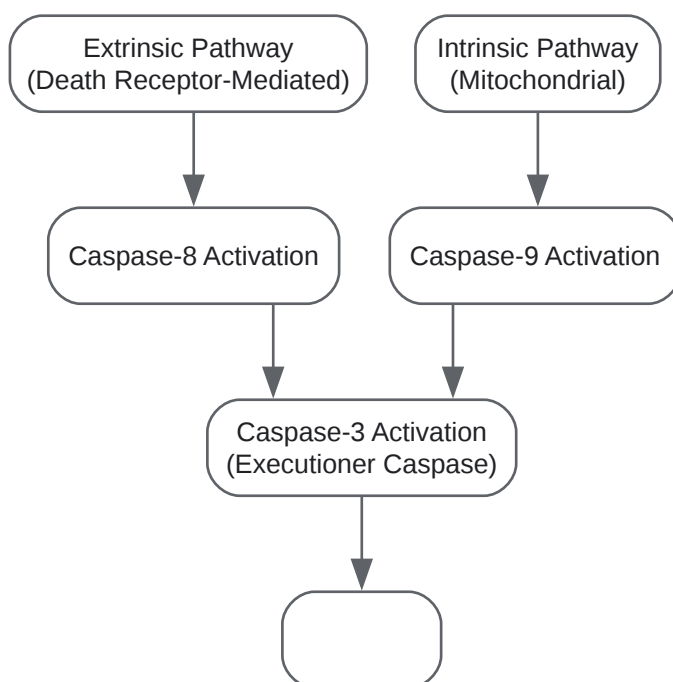 Extrinsic Pathway
(Death Receptor-Mediated)
Intrinsic Pathway
(Mitochondrial)
Caspase-8 Activation
Caspase-9 Activation
Caspase-3 Activation
(Executioner Caspase)